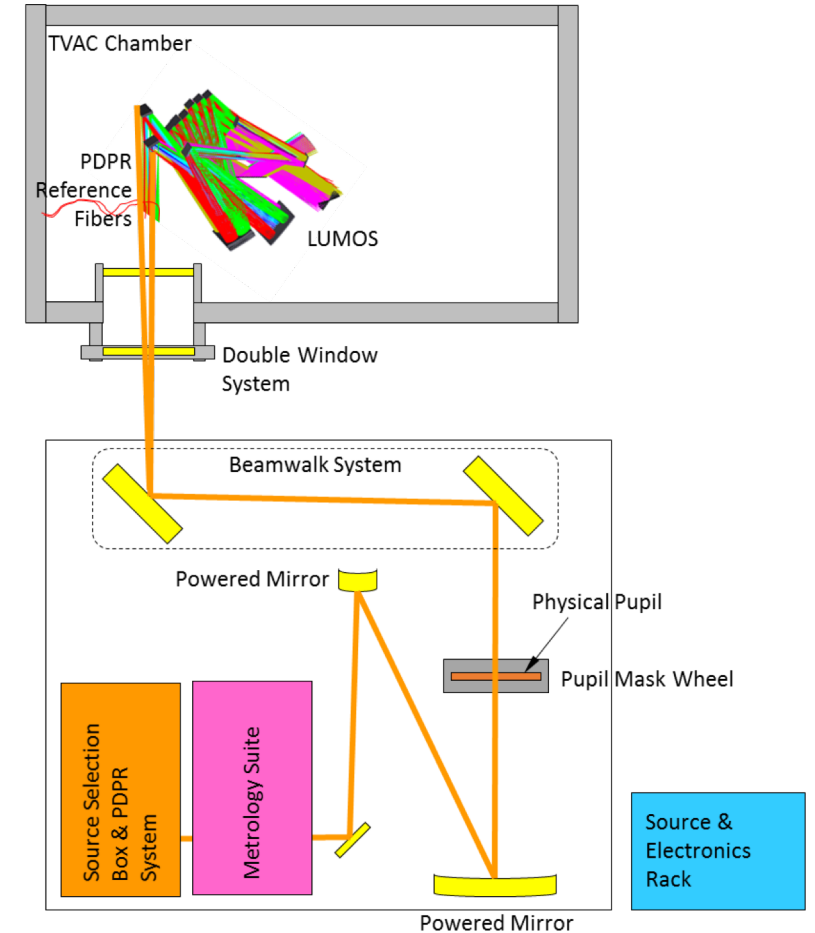 TVAC Chamber
PDPR
Reference
Fibers
LUMOS
Double Window
System
Beamwalk System
Powered Mirror
Physical Pupil
Pupil Mask Wheel
Source Selection
Box & PDPR
System
Metrology Suite
Source &
Electronics
Rack
Powered Mirror